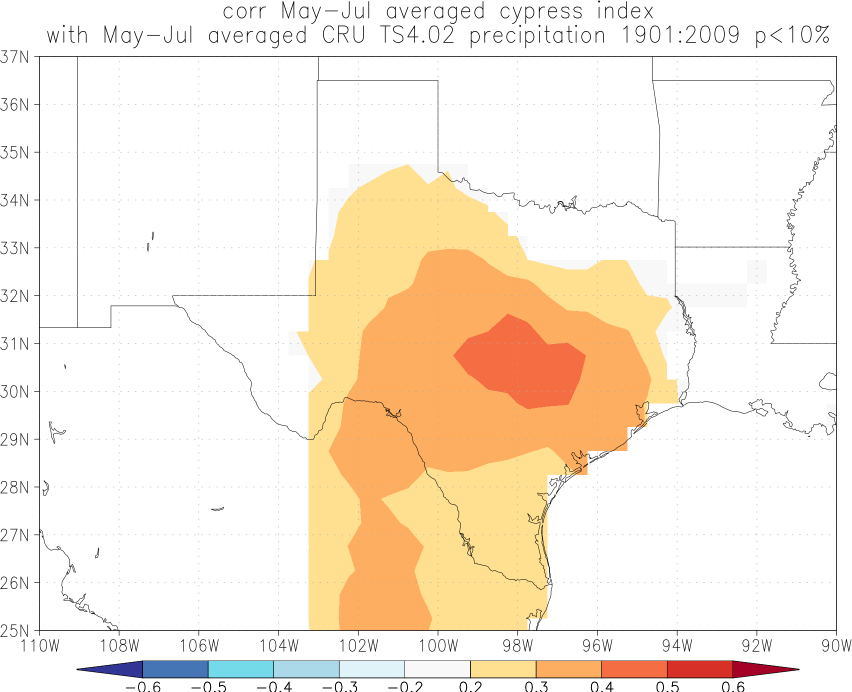 corr May-Jul averaged cypress index
with May-Jul averaged CRU TS4.02 precipitation 1901:2009 p<10%
37N
36N
35N
34N
33N
32N
31N
30N
29N
28N
27N
26N
25N
110W 108W 106W 104W 102W 100W 98W 96W 94W 92W 90W
-0.6 -0.5 -0.4 -0.3 -0.2 0.2 0.3 0.4 0.5 0.6